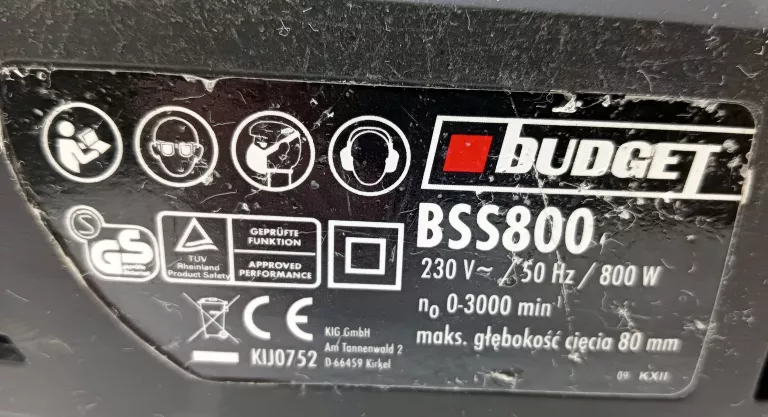 BUDGET
BSS800
230 V~ / 50 Hz / 800 W
n₀ 0-3000 min⁻¹
maks. głębokość cięcia 80 mm
GS
TÜV
Rheinland
Product Safety
GEPRÜFTE
FUNKTION
APPROVED
PERFORMANCE
CE
KIJ0752
KIG GmbH
Am Tannenwald 2
D-66459 Kirkel
09